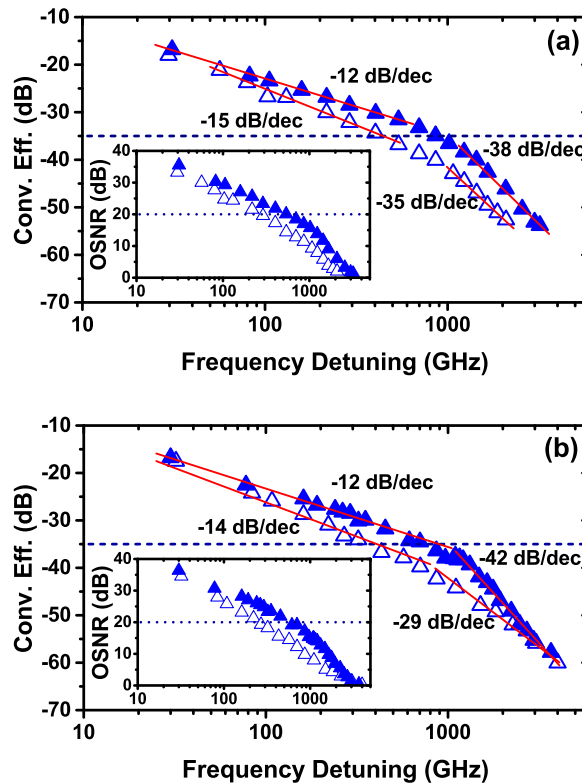 (a)
-10
-20
-30
-40
-50
-60
-70
Conv. Eff. (dB)
-12 dB/dec
-15 dB/dec
-38 dB/dec
-35 dB/dec
40
30
20
10
0
OSNR (dB)
10 100 1000
10 100 1000
Frequency Detuning (GHz)
(b)
-10
-20
-30
-40
-50
-60
-70
Conv. Eff. (dB)
-12 dB/dec
-14 dB/dec
-42 dB/dec
-29 dB/dec
40
30
20
10
0
OSNR (dB)
10 100 1000
10 100 1000
Frequency Detuning (GHz)